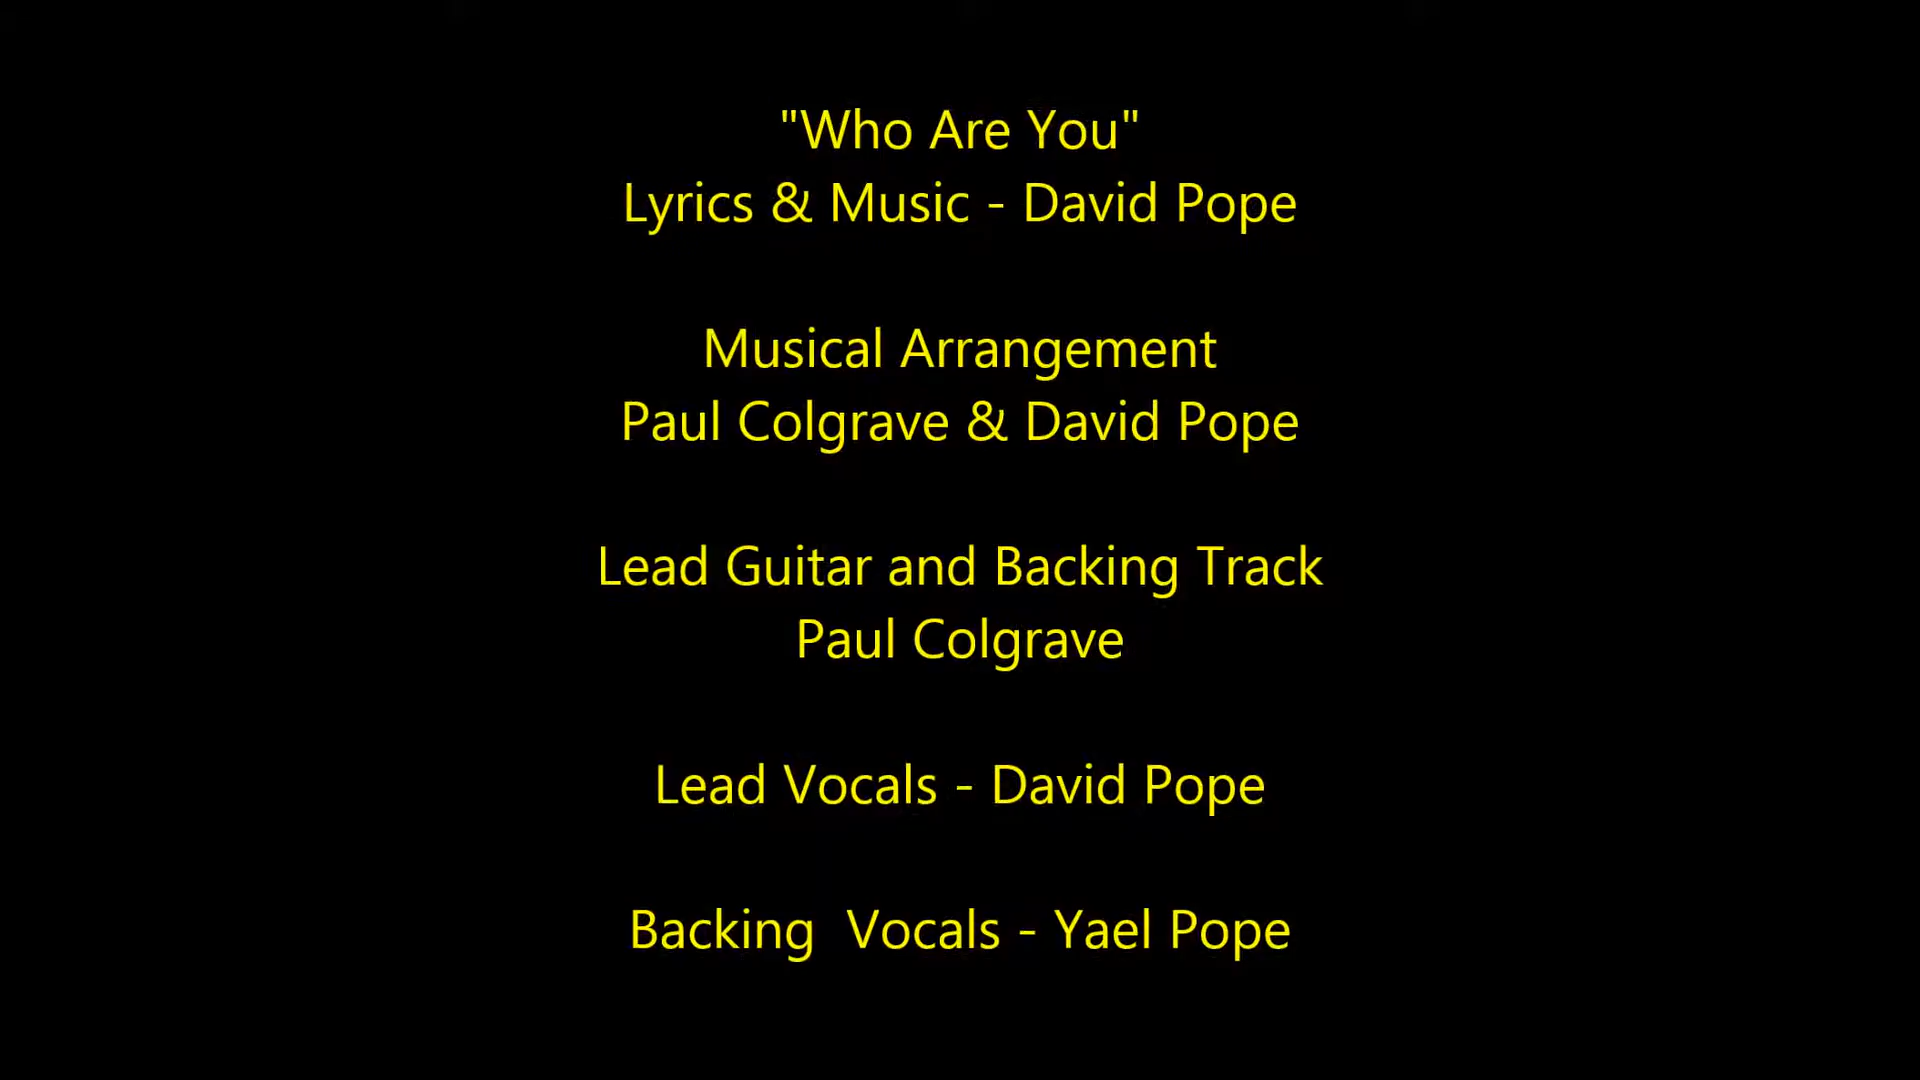 "Who Are You"
Lyrics & Music - David Pope
Musical Arrangement
Paul Colgrave & David Pope
Lead Guitar and Backing Track
Paul Colgrave
Lead Vocals - David Pope
Backing  Vocals - Yael Pope